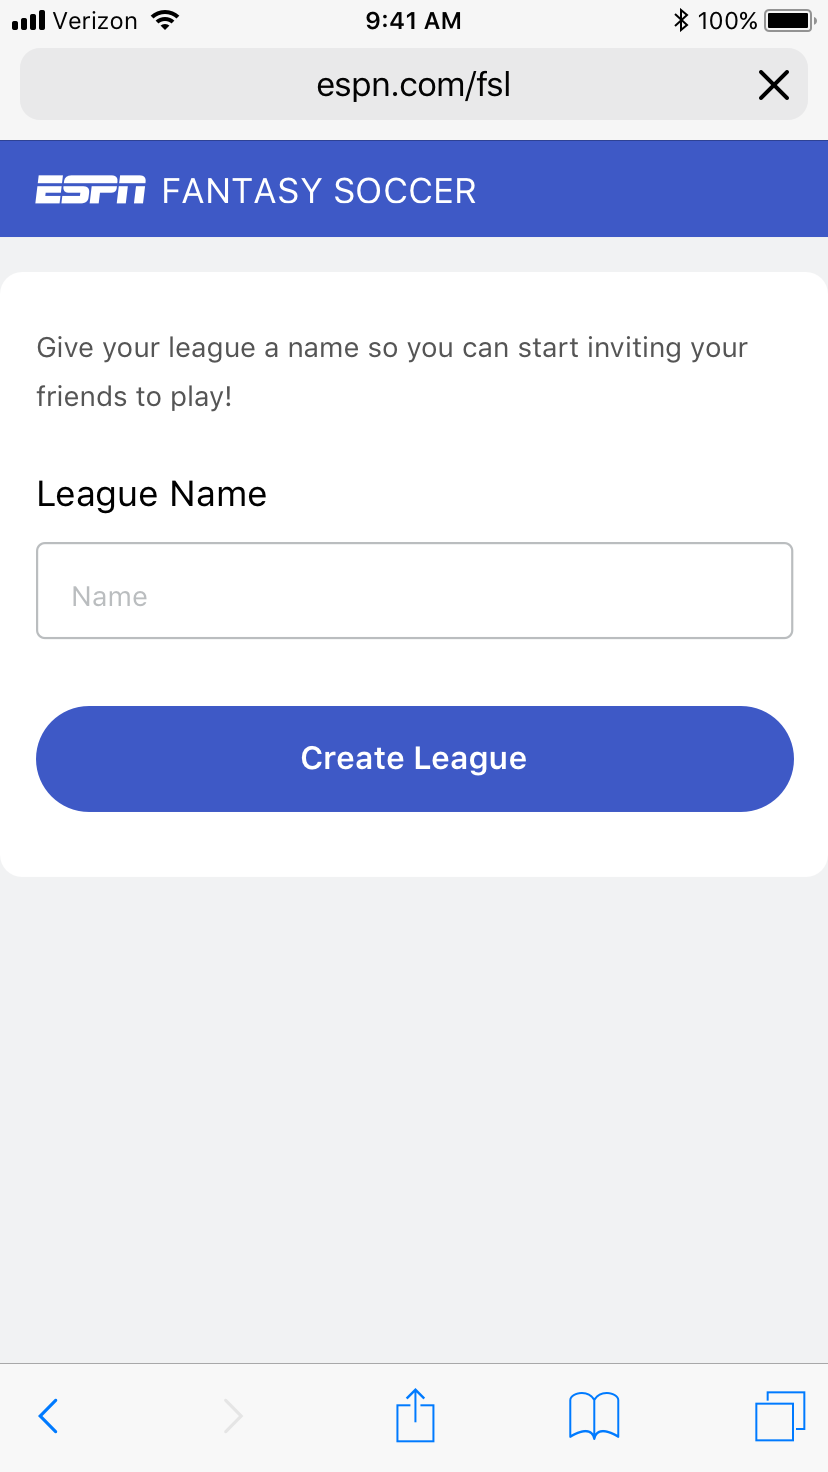 Verizon 9:41 AM 100%
espn.com/fsl
ESPN FANTASY SOCCER
Give your league a name so you can start inviting your
friends to play!
League Name
Name
Create League